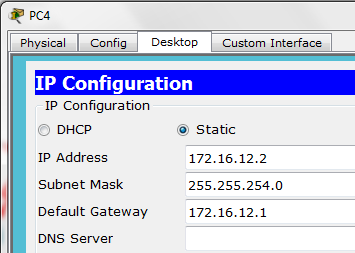 PC4
Physical Config Desktop Custom Interface
IP Configuration
IP Configuration
DHCP Static
IP Address 172.16.12.2
Subnet Mask 255.255.254.0
Default Gateway 172.16.12.1
DNS Server